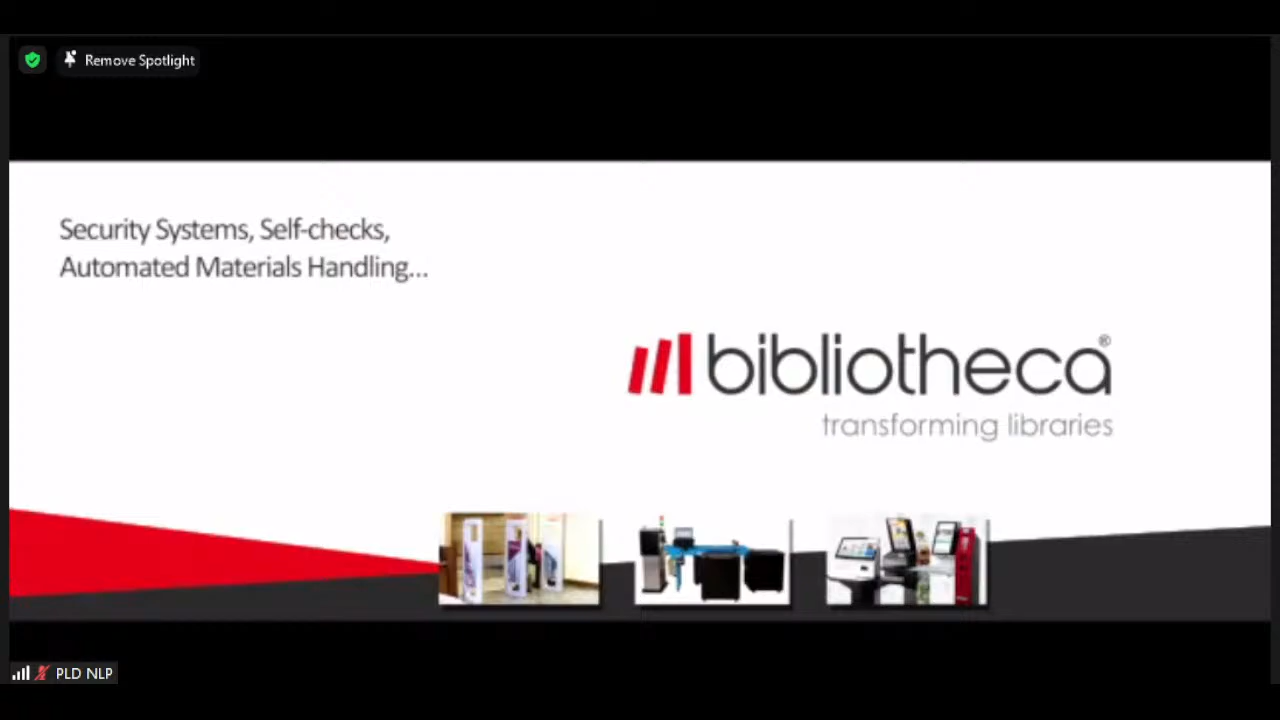 Remove Spotlight
Security Systems, Self-checks,
Automated Materials Handling...
bibliotheca®
transforming libraries
PLD NLP